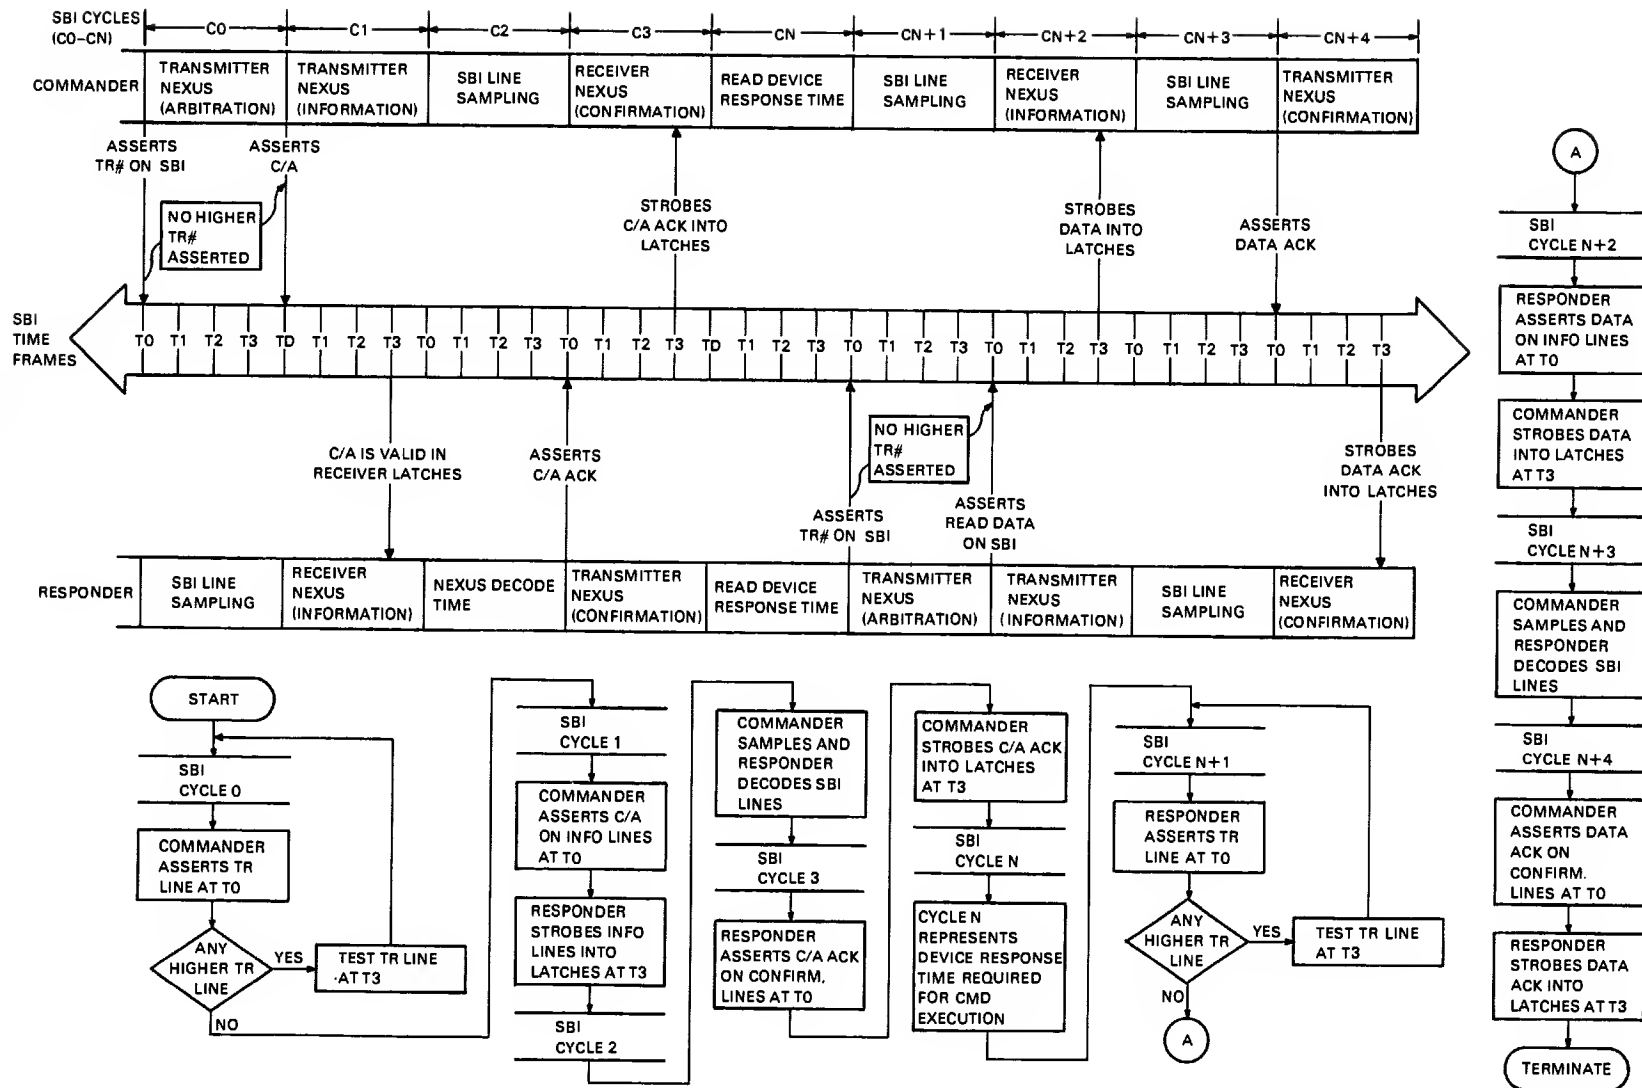 SBI CYCLES
(C0–CN)
C0
C1
C2
C3
CN
CN+1
CN+2
CN+3
CN+4
COMMANDER
TRANSMITTER
NEXUS
(ARBITRATION)
TRANSMITTER
NEXUS
(INFORMATION)
SBI LINE
SAMPLING
RECEIVER
NEXUS
(CONFIRMATION)
READ DEVICE
RESPONSE TIME
SBI LINE
SAMPLING
RECEIVER
NEXUS
(INFORMATION)
SBI LINE
SAMPLING
TRANSMITTER
NEXUS
(CONFIRMATION)
ASSERTS
TR# ON SBI
ASSERTS
C/A
NO HIGHER
TR#
ASSERTED
STROBES
C/A ACK INTO
LATCHES
STROBES
DATA INTO
LATCHES
ASSERTS
DATA ACK
SBI
TIME
FRAMES
T0 T1 T2 T3 TD T1 T2 T3 T0 T1 T2 T3 T0 T1 T2 T3 TD T1 T2 T3 T0 T1 T2 T3 T0 T1 T2 T3 T0 T1 T2 T3 T0 T1 T2 T3
C/A IS VALID IN
RECEIVER LATCHES
ASSERTS
C/A ACK
NO HIGHER
TR#
ASSERTED
ASSERTS
TR# ON SBI
ASSERTS
READ DATA
ON SBI
STROBES
DATA ACK
INTO LATCHES
RESPONDER
SBI LINE
SAMPLING
RECEIVER
NEXUS
(INFORMATION)
NEXUS DECODE
TIME
TRANSMITTER
NEXUS
(CONFIRMATION)
READ DEVICE
RESPONSE TIME
TRANSMITTER
NEXUS
(ARBITRATION)
TRANSMITTER
NEXUS
(INFORMATION)
SBI LINE
SAMPLING
RECEIVER
NEXUS
(CONFIRMATION)
START
SBI
CYCLE 0
COMMANDER
ASSERTS TR
LINE AT T0
ANY
HIGHER TR
LINE
YES
TEST TR LINE
AT T3
NO
SBI
CYCLE 1
COMMANDER
ASSERTS C/A
ON INFO LINES
AT T0
RESPONDER
STROBES INFO
LINES INTO
LATCHES AT T3
SBI
CYCLE 2
COMMANDER
SAMPLES AND
RESPONDER
DECODES SBI
LINES
SBI
CYCLE 3
RESPONDER
ASSERTS C/A ACK
ON CONFIRM.
LINES AT T0
COMMANDER
STROBES C/A ACK
INTO LATCHES
AT T3
SBI
CYCLE N
CYCLE N
REPRESENTS
DEVICE RESPONSE
TIME REQUIRED
FOR CMD
EXECUTION
SBI
CYCLE N+1
RESPONDER
ASSERTS TR
LINE AT T0
ANY
HIGHER TR
LINE
YES
TEST TR LINE
AT T3
NO
A
A
SBI
CYCLE N+2
RESPONDER
ASSERTS DATA
ON INFO LINES
AT T0
COMMANDER
STROBES DATA
INTO LATCHES
AT T3
SBI
CYCLE N+3
COMMANDER
SAMPLES AND
RESPONDER
DECODES SBI
LINES
SBI
CYCLE N+4
COMMANDER
ASSERTS DATA
ACK ON
CONFIRM.
LINES AT T0
RESPONDER
STROBES DATA
ACK INTO
LATCHES AT T3
TERMINATE